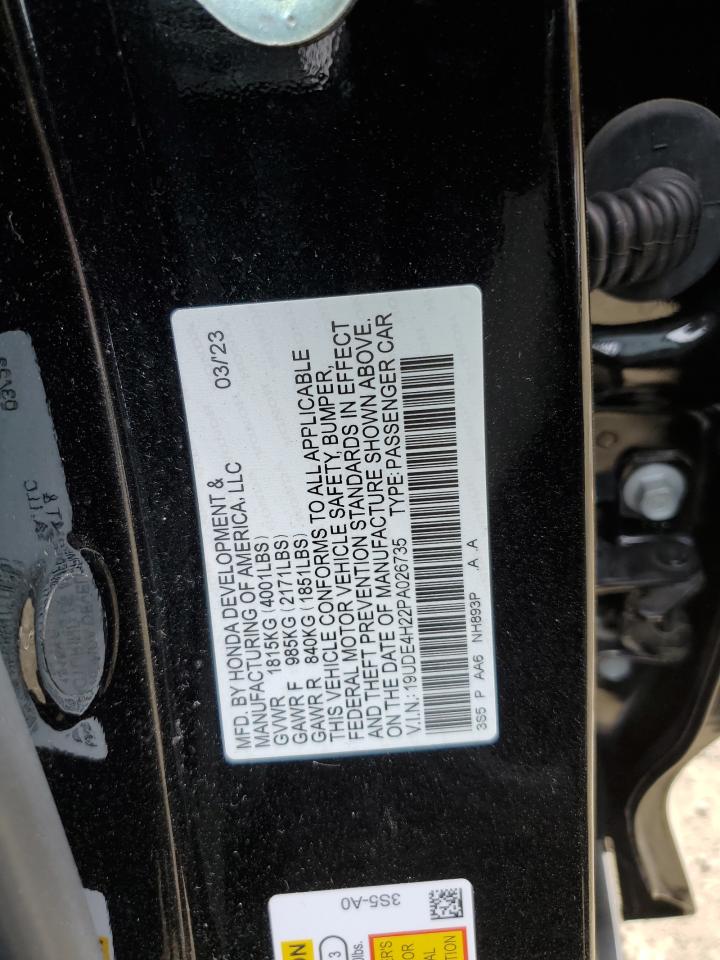 MFD. BY HONDA DEVELOPMENT &
MANUFACTURING OF AMERICA, LLC 03/'23
GVWR 1815KG (4001LBS)
GAWR F 985KG (2171LBS)
GAWR R 840KG (1851LBS)
THIS VEHICLE CONFORMS TO ALL APPLICABLE
FEDERAL MOTOR VEHICLE SAFETY, BUMPER,
AND THEFT PREVENTION STANDARDS IN EFFECT
ON THE DATE OF MANUFACTURE SHOWN ABOVE.
V.I.N.:19UDE4H22PA026735 TYPE:PASSENGER CAR
3S5 P AA6 NH893P .A .A
3S5-A0